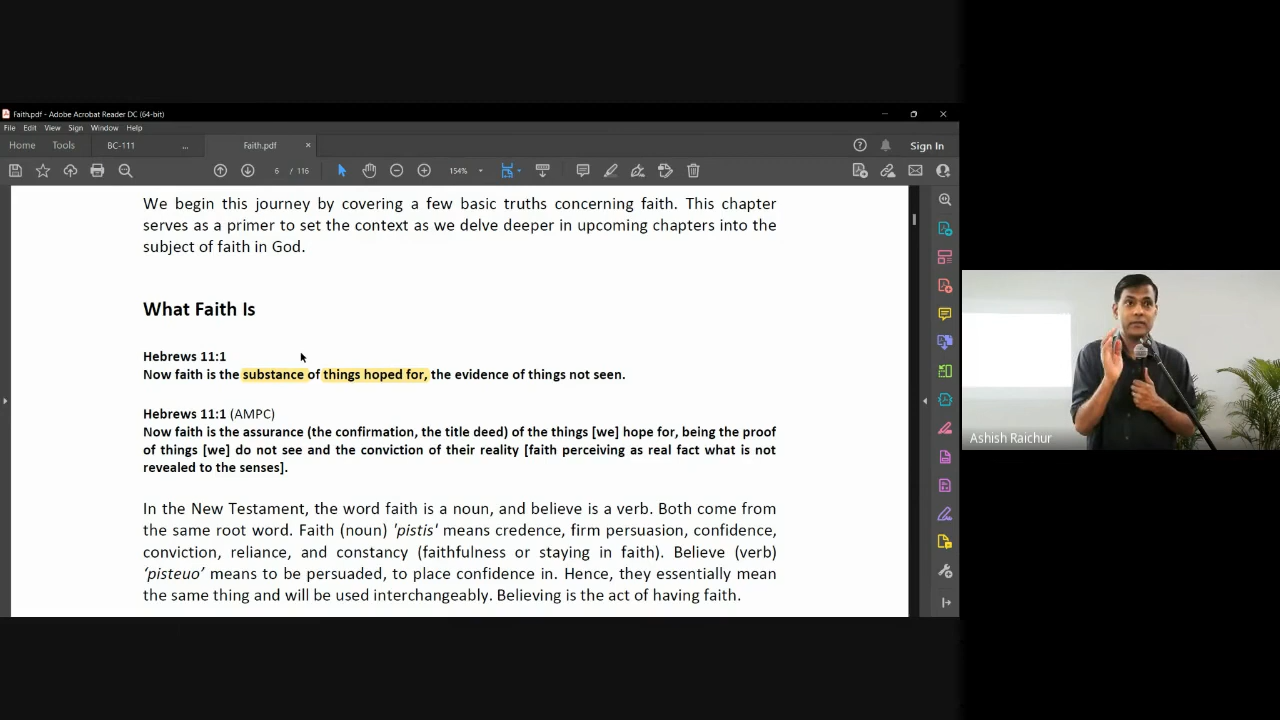 Faith.pdf - Adobe Acrobat Reader DC (64-bit)
File Edit View Sign Window Help
Home Tools BC-111 ... Faith.pdf × Sign In
6 / 116 154%
We begin this journey by covering a few basic truths concerning faith. This chapter
serves as a primer to set the context as we delve deeper in upcoming chapters into the
subject of faith in God.
What Faith Is
Hebrews 11:1
Now faith is the substance of things hoped for, the evidence of things not seen.
Hebrews 11:1 (AMPC)
Now faith is the assurance (the confirmation, the title deed) of the things [we] hope for, being the proof
of things [we] do not see and the conviction of their reality [faith perceiving as real fact what is not
revealed to the senses].
In the New Testament, the word faith is a noun, and believe is a verb. Both come from
the same root word. Faith (noun) 'pistis' means credence, firm persuasion, confidence,
conviction, reliance, and constancy (faithfulness or staying in faith). Believe (verb)
‘pisteuo’ means to be persuaded, to place confidence in. Hence, they essentially mean
the same thing and will be used interchangeably. Believing is the act of having faith.
Ashish Raichur